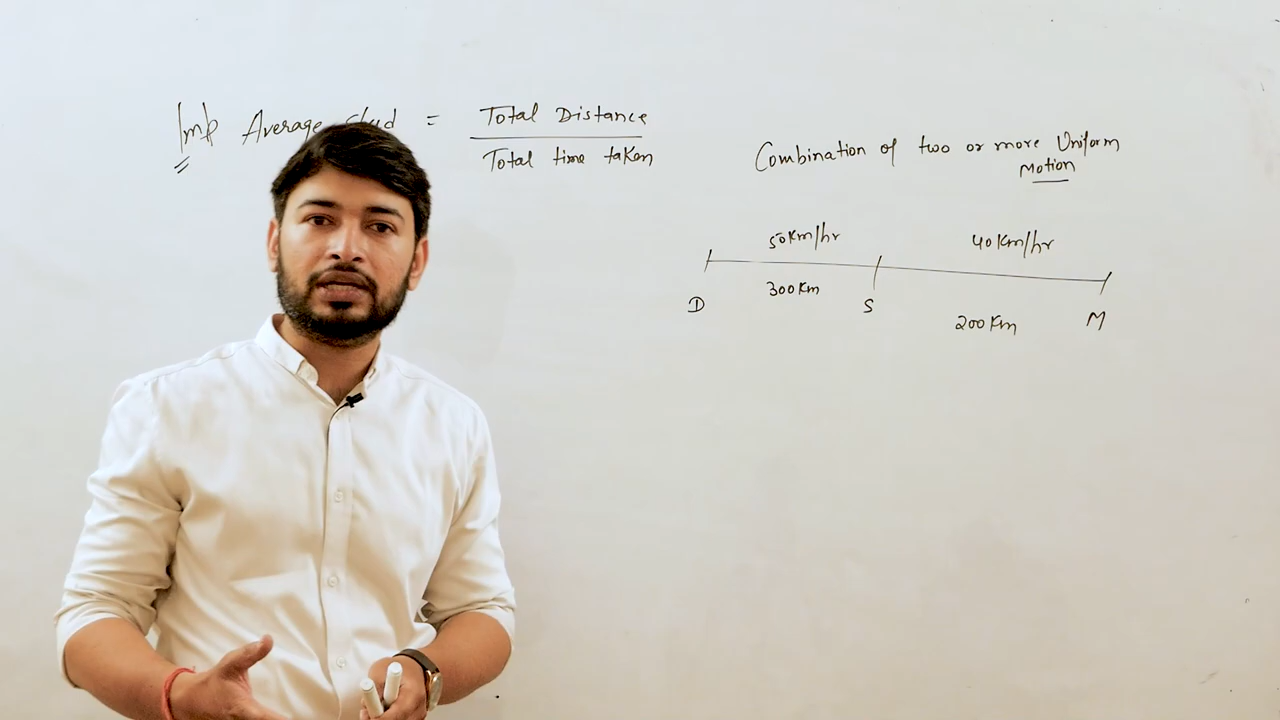 Imp Average Speed = Total Distance
Total time taken
Combination of two or more Uniform
Motion
50km/hr
40km/hr
300km
200km
D
S
M